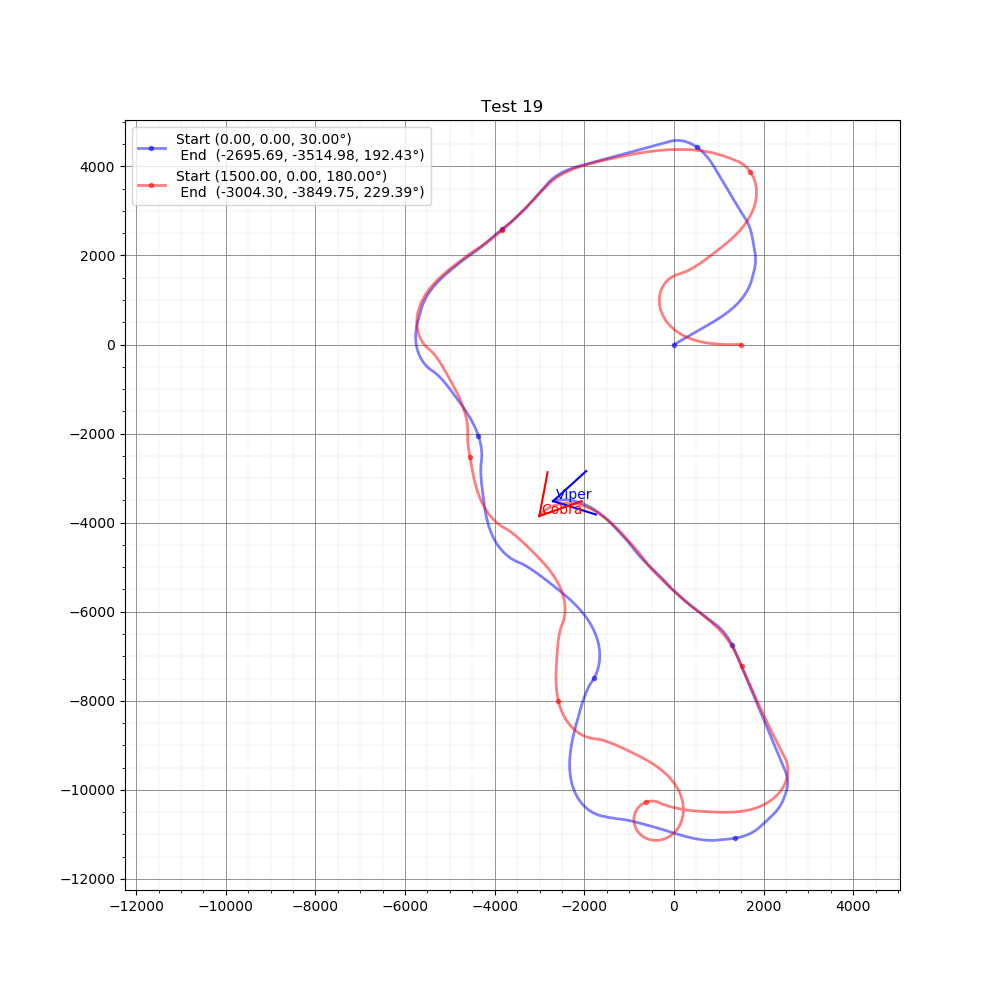 Test 19
Start (0.00, 0.00, 30.00°)
End (-2695.69, -3514.98, 192.43°)
Start (1500.00, 0.00, 180.00°)
End (-3004.30, -3849.75, 229.39°)
4000
2000
0
−2000
−4000
−6000
−8000
−10000
−12000
Viper
Cobra
−12000 −10000 −8000 −6000 −4000 −2000 0 2000 4000